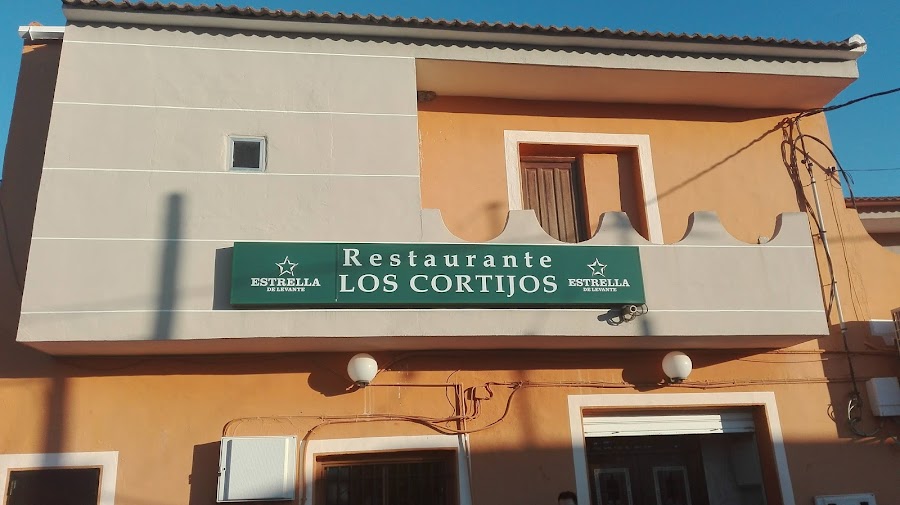 Restaurante
LOS CORTIJOS
ESTRELLA
DE LEVANTE
ESTRELLA
DE LEVANTE